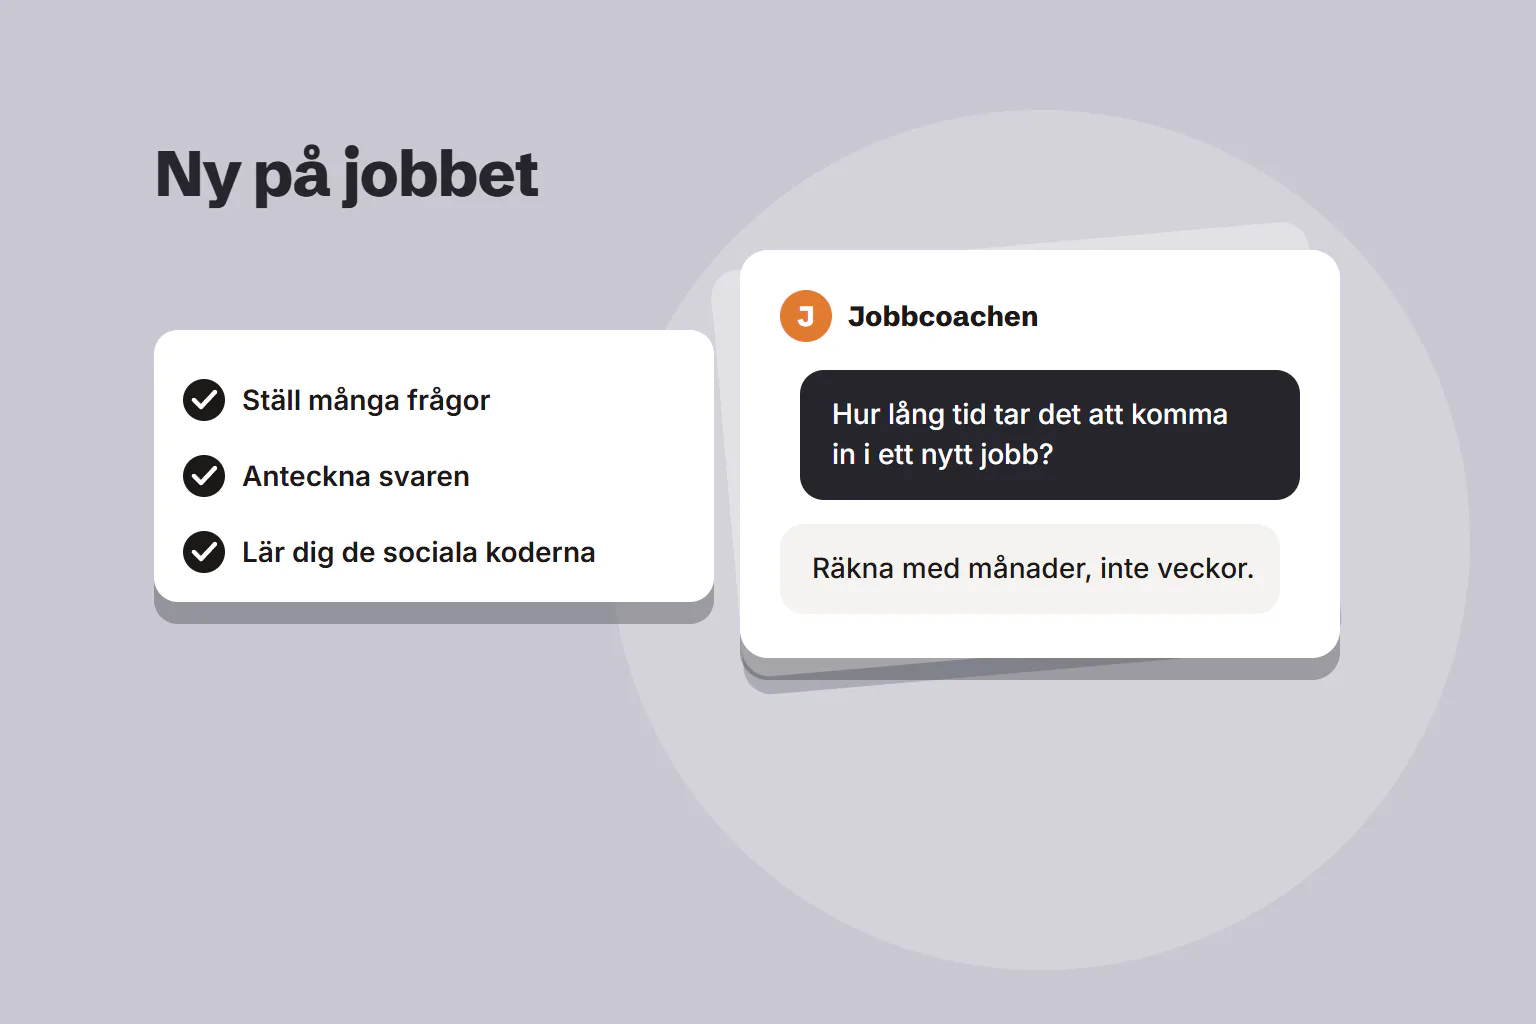 Ny på jobbet
Ställ många frågor
Anteckna svaren
Lär dig de sociala koderna
J
Jobbcoachen
Hur lång tid tar det att komma
in i ett nytt jobb?
Räkna med månader, inte veckor.